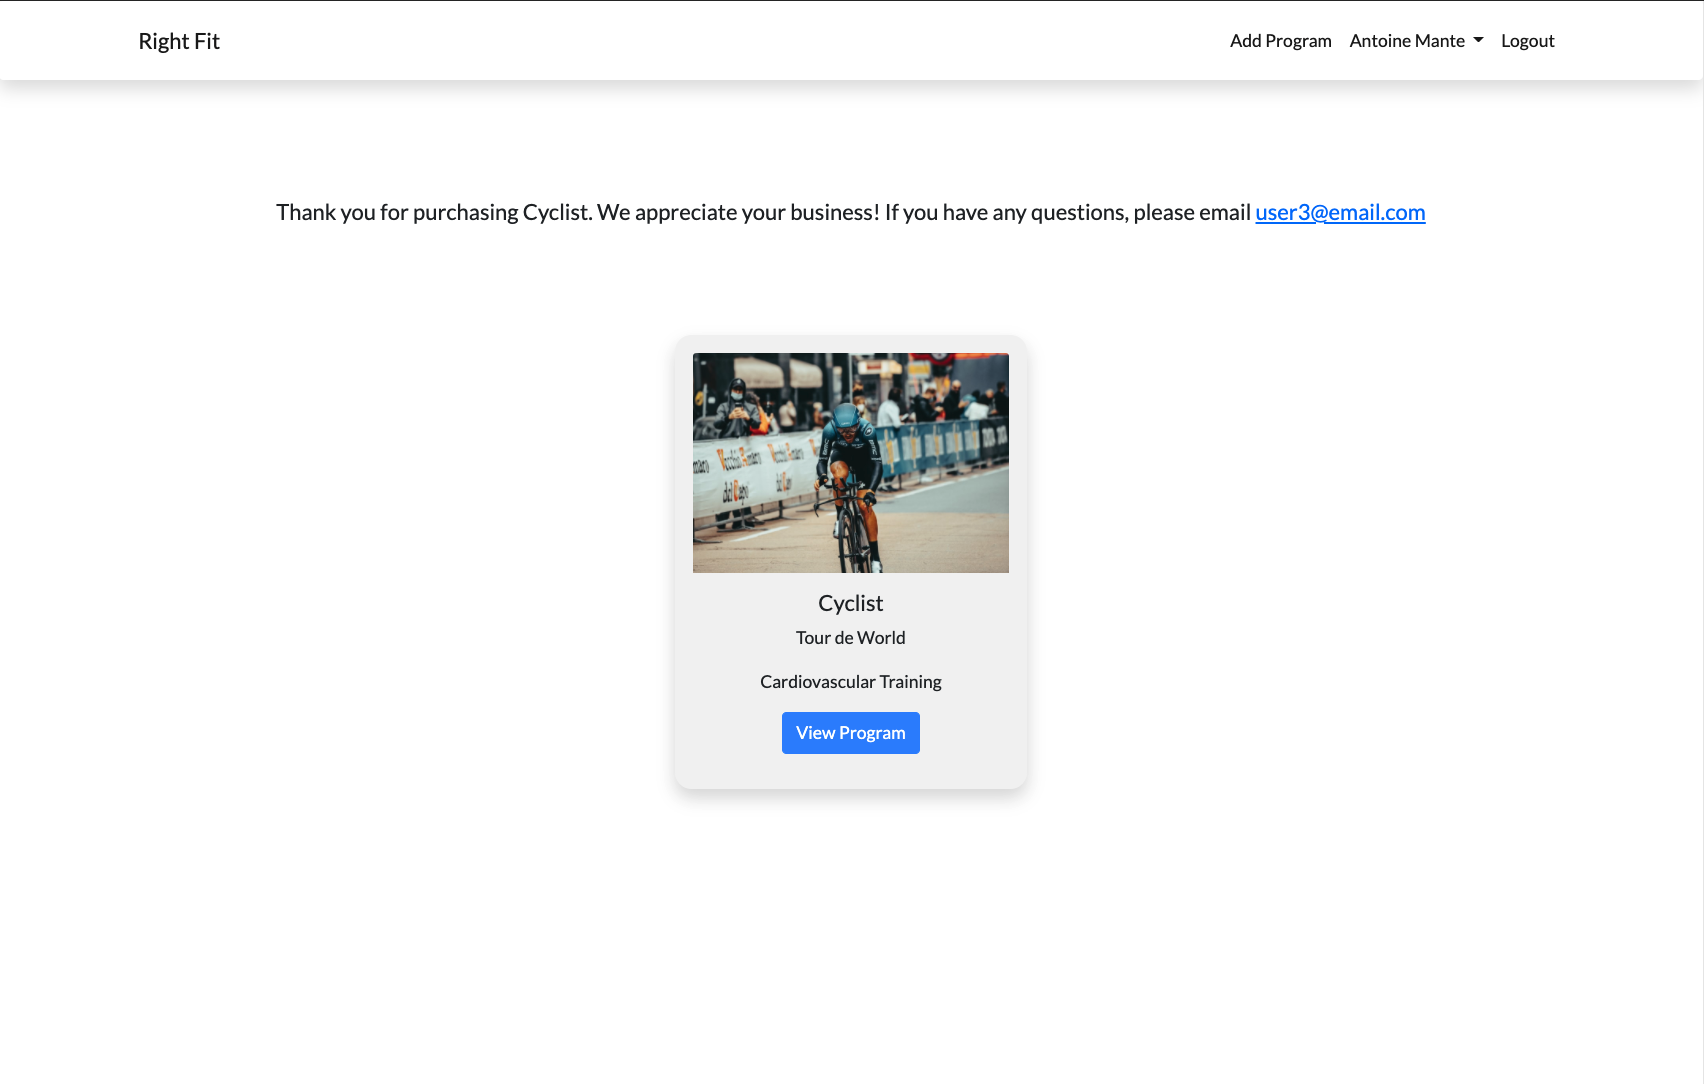 Right Fit
Add Program Antoine Mante Logout
Thank you for purchasing Cyclist. We appreciate your business! If you have any questions, please email user3@email.com
Cyclist
Tour de World
Cardiovascular Training
View Program